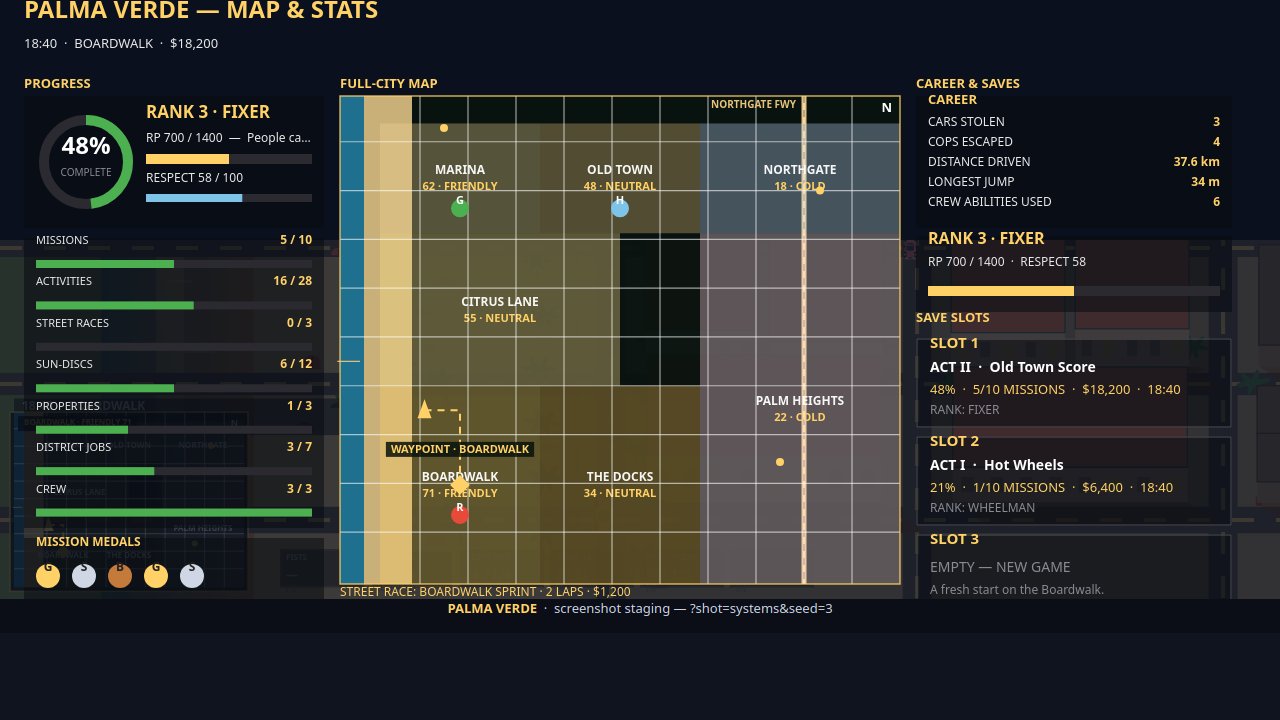 PALMA VERDE — MAP & STATS
18:40 · BOARDWALK · $18,200
PROGRESS
48%
COMPLETE
RANK 3 · FIXER
RP 700 / 1400 — People ca…
RESPECT 58 / 100
MISSIONS 5 / 10
ACTIVITIES 16 / 28
STREET RACES 0 / 3
SUN-DISCS 6 / 12
PROPERTIES 1 / 3
DISTRICT JOBS 3 / 7
CREW 3 / 3
MISSION MEDALS
G S B G S
FULL-CITY MAP
NORTHGATE FWY
N
MARINA
62 · FRIENDLY
G
OLD TOWN
48 · NEUTRAL
H
NORTHGATE
18 · COLD
CITRUS LANE
55 · NEUTRAL
PALM HEIGHTS
22 · COLD
WAYPOINT · BOARDWALK
BOARDWALK
71 · FRIENDLY
R
THE DOCKS
34 · NEUTRAL
STREET RACE: BOARDWALK SPRINT · 2 LAPS · $1,200
CAREER & SAVES
CAREER
CARS STOLEN 3
COPS ESCAPED 4
DISTANCE DRIVEN 37.6 km
LONGEST JUMP 34 m
CREW ABILITIES USED 6
RANK 3 · FIXER
RP 700 / 1400 · RESPECT 58
SAVE SLOTS
SLOT 1
ACT II · Old Town Score
48% · 5/10 MISSIONS · $18,200 · 18:40
RANK: FIXER
SLOT 2
ACT I · Hot Wheels
21% · 1/10 MISSIONS · $6,400 · 18:40
RANK: WHEELMAN
SLOT 3
EMPTY — NEW GAME
A fresh start on the Boardwalk.
PALMA VERDE · screenshot staging — ?shot=systems&seed=3